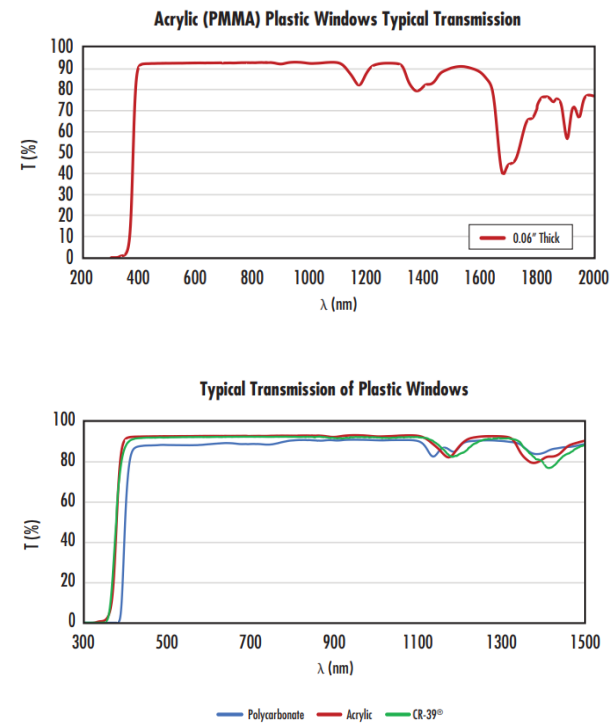 Acrylic (PMMA) Plastic Windows Typical Transmission
100
90
80
70
60
50
40
30
20
10
0
T (%)
0.06" Thick
200 400 600 800 1000 1200 1400 1600 1800 2000
λ (nm)
Typical Transmission of Plastic Windows
100
80
60
40
20
0
T (%)
300 500 700 900 1100 1300 1500
λ (nm)
Polycarbonate Acrylic CR-39®